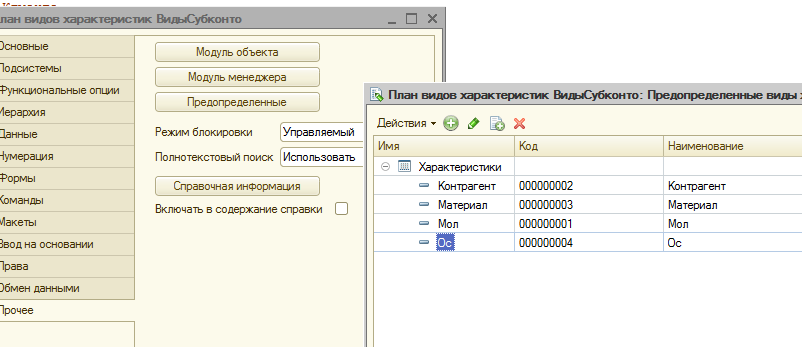 План видов характеристик ВидыСубконто
Основные
Подсистемы
Функциональные опции
Иерархия
Данные
Нумерация
Формы
Команды
Макеты
Ввод на основании
Права
Обмен данными
Прочее
Модуль объекта
Модуль менеджера
Предопределенные
Режим блокировки Управляемый
Полнотекстовый поиск Использовать
Справочная информация
Включать в содержание справки
План видов характеристик ВидыСубконто: Предопределенные виды
Действия
Имя Код Наименование
Характеристики
Контрагент 000000002 Контрагент
Материал 000000003 Материал
Мол 000000001 Мол
Ос 000000004 Ос